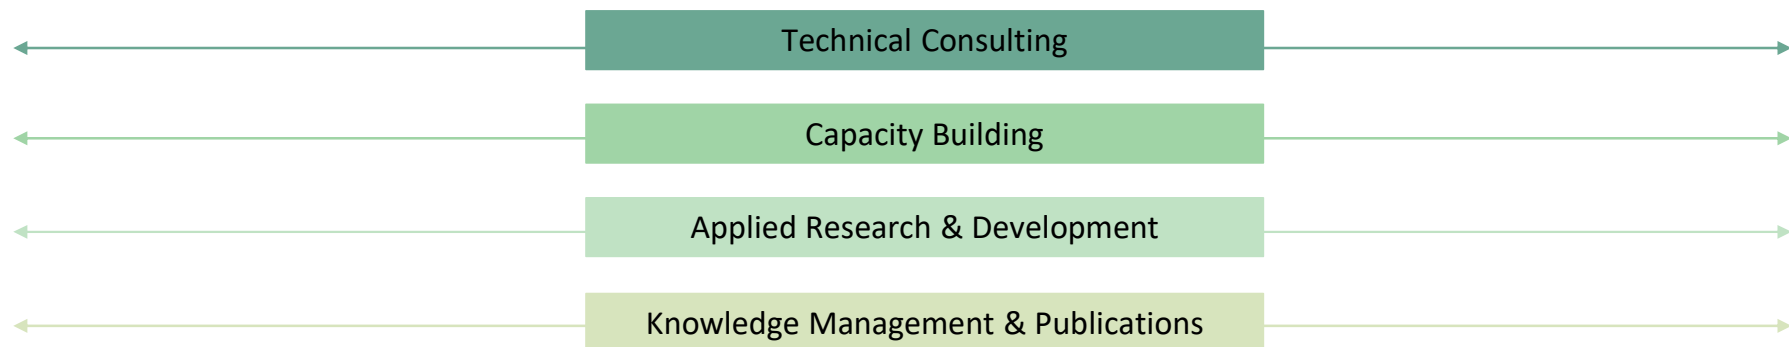 Technical Consulting
Capacity Building
Applied Research & Development
Knowledge Management & Publications